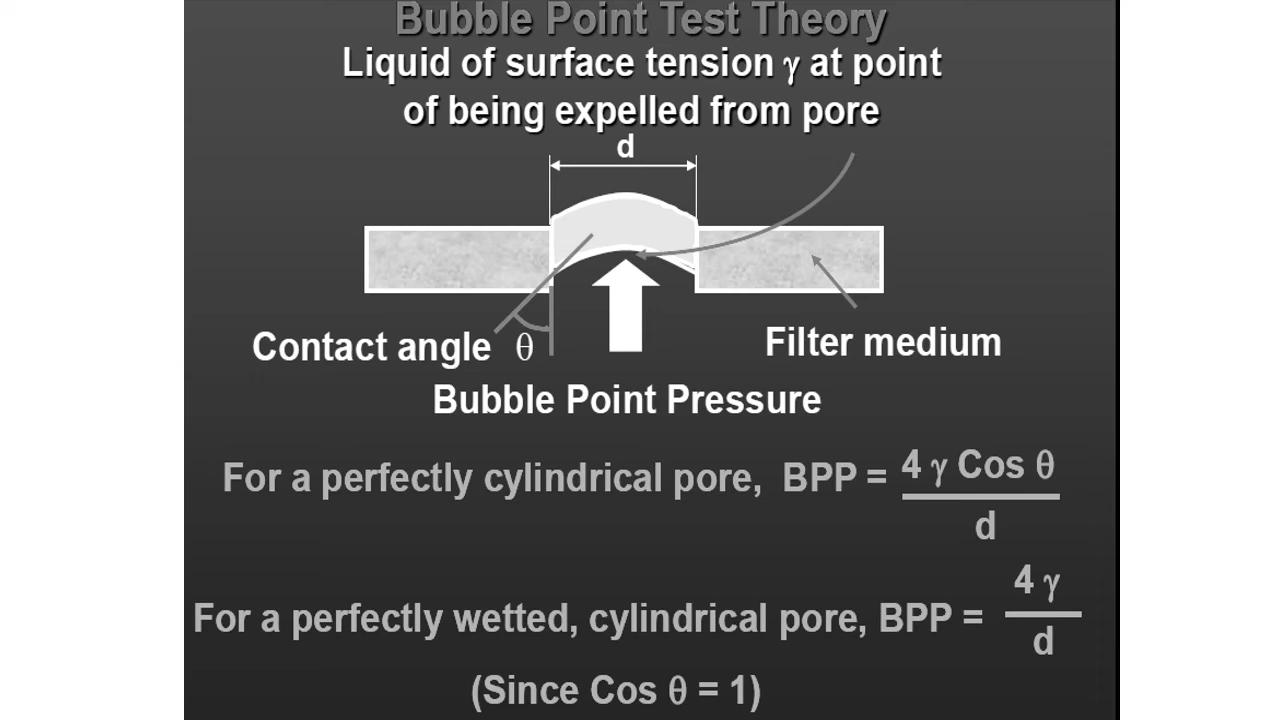 Bubble Point Test Theory
Liquid of surface tension γ at point
of being expelled from pore
d
Contact angle θ
Filter medium
Bubble Point Pressure
For a perfectly cylindrical pore, BPP = 4 γ Cos θ
d
For a perfectly wetted, cylindrical pore, BPP = 4 γ
d
(Since Cos θ = 1)